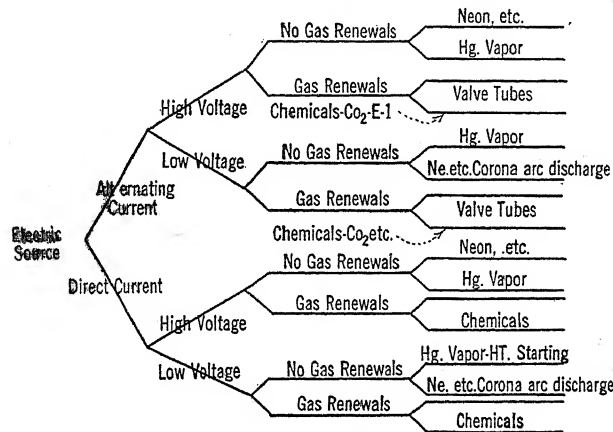 Neon, etc.
No Gas Renewals
Hg. Vapor
Gas Renewals
Valve Tubes
High Voltage
Chemicals-Co2-E-1
Low Voltage
No Gas Renewals
Hg. Vapor
Ne.etc.Corona arc discharge
Alternating
Current
Gas Renewals
Valve Tubes
Chemicals-Co2etc.
Electric
Source
Neon, .etc.
No Gas Renewals
Hg. Vapor
Direct Current
Gas Renewals
Chemicals
High Voltage
Hg. Vapor-HT. Starting
Low Voltage
No Gas Renewals
Ne. etc.Corona arc discharge
Gas Renewals
Chemicals